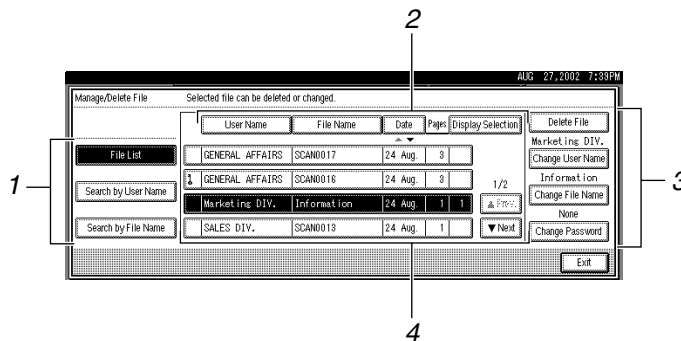 2
AUG 27,2002 7:39PM
Manage/Delete File Selected file can be deleted or changed.
User Name File Name Date Pages Display Selection Delete File
▲ ▼ Marketing DIV.
File List GENERAL AFFAIRS SCAN0017 24 Aug. 3 Change User Name
1 GENERAL AFFAIRS SCAN0016 24 Aug. 3 1/2 Information 3
Search by User Name Marketing DIV. Information 24 Aug. 1 1 ▲ Prev. Change File Name
None
Search by File Name SALES DIV. SCAN0013 24 Aug. 1 ▼ Next Change Password
Exit
4